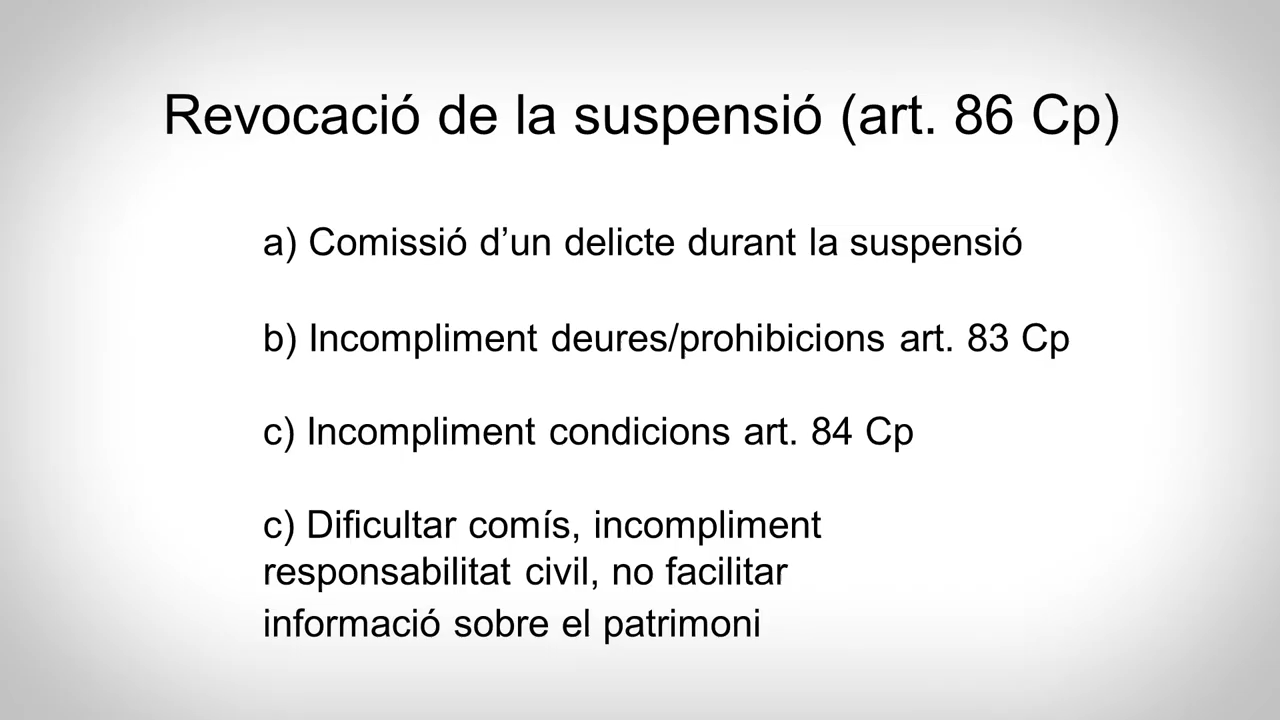 Revocació de la suspensió (art. 86 Cp)
a) Comissió d’un delicte durant la suspensió
b) Incompliment deures/prohibicions art. 83 Cp
c) Incompliment condicions art. 84 Cp
c) Dificultar comís, incompliment
responsabilitat civil, no facilitar
informació sobre el patrimoni